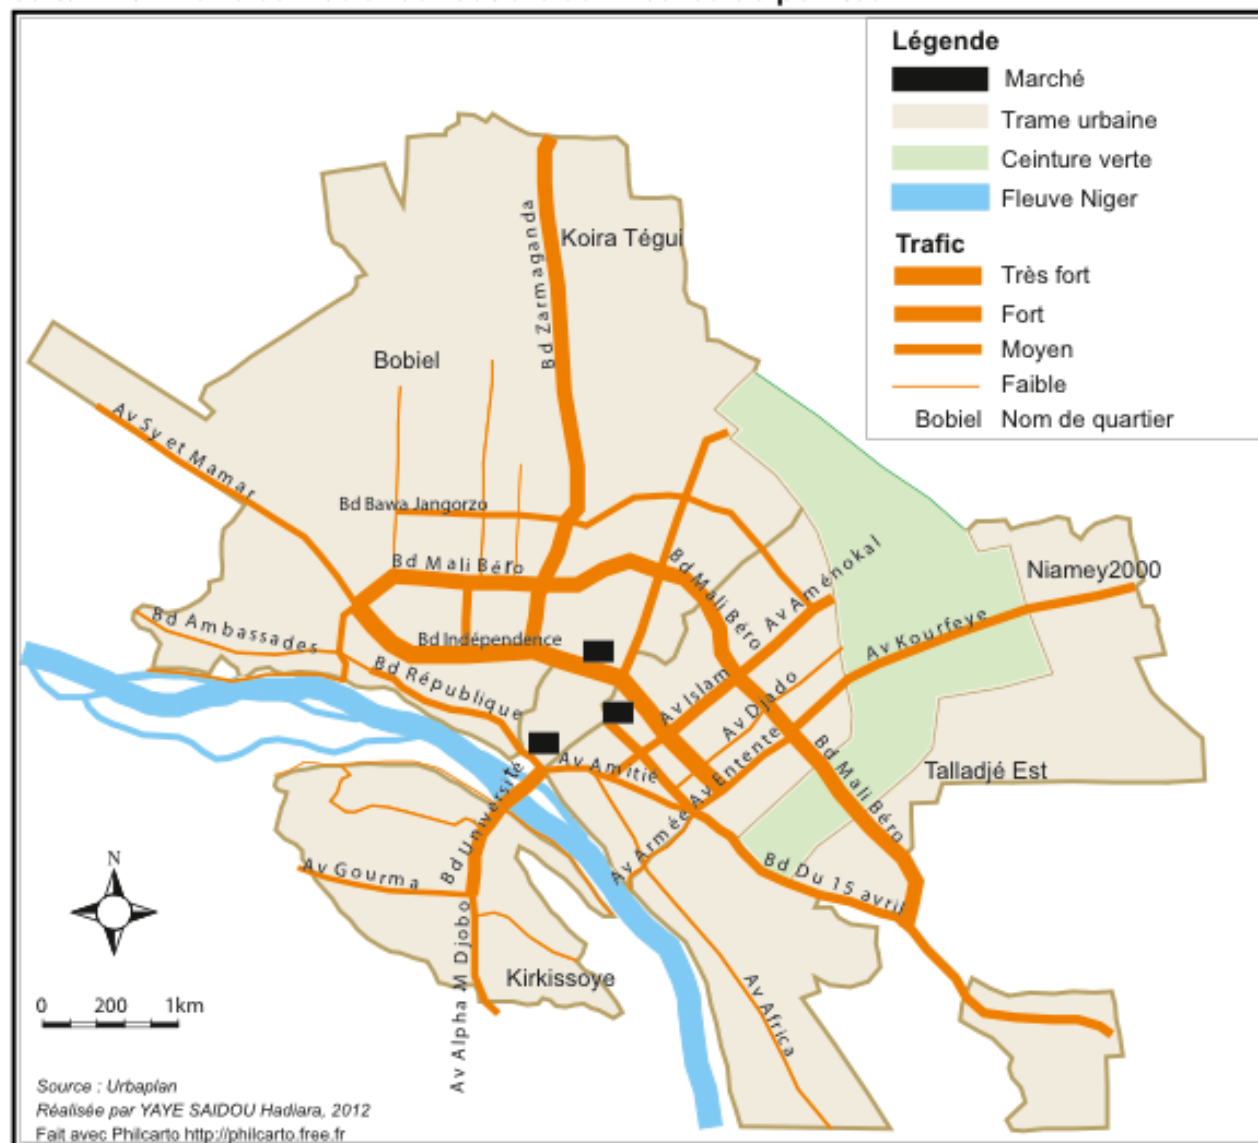 Légende
Marché
Trame urbaine
Ceinture verte
Fleuve Niger
Trafic
Très fort
Fort
Moyen
Faible
Bobiel Nom de quartier
Koira Tégui
Bd Zarmaganda
Bobiel
Av Sy et Mamar
Bd Bawa Jangorzo
Bd Mali Béro
Bd Mali Béro
Av Aménokal
Niamey2000
Bd Ambassades
Bd Indépendence
Av Kourfeye
Bd République
Av Islam
Av Djado
Av Entente
Bd Mali Béro
Talladjé Est
Av Amitié
Bd Université
Av Armée
Av Gourma
Bd Du 15 avril
N
Av Alpha M Djobo
Kirkissoye
Av Africa
0 200 1km
Source : Urbaplan
Réalisée par YAYE SAIDOU Hadiara, 2012
Fait avec Philcarto http://philcarto.free.fr